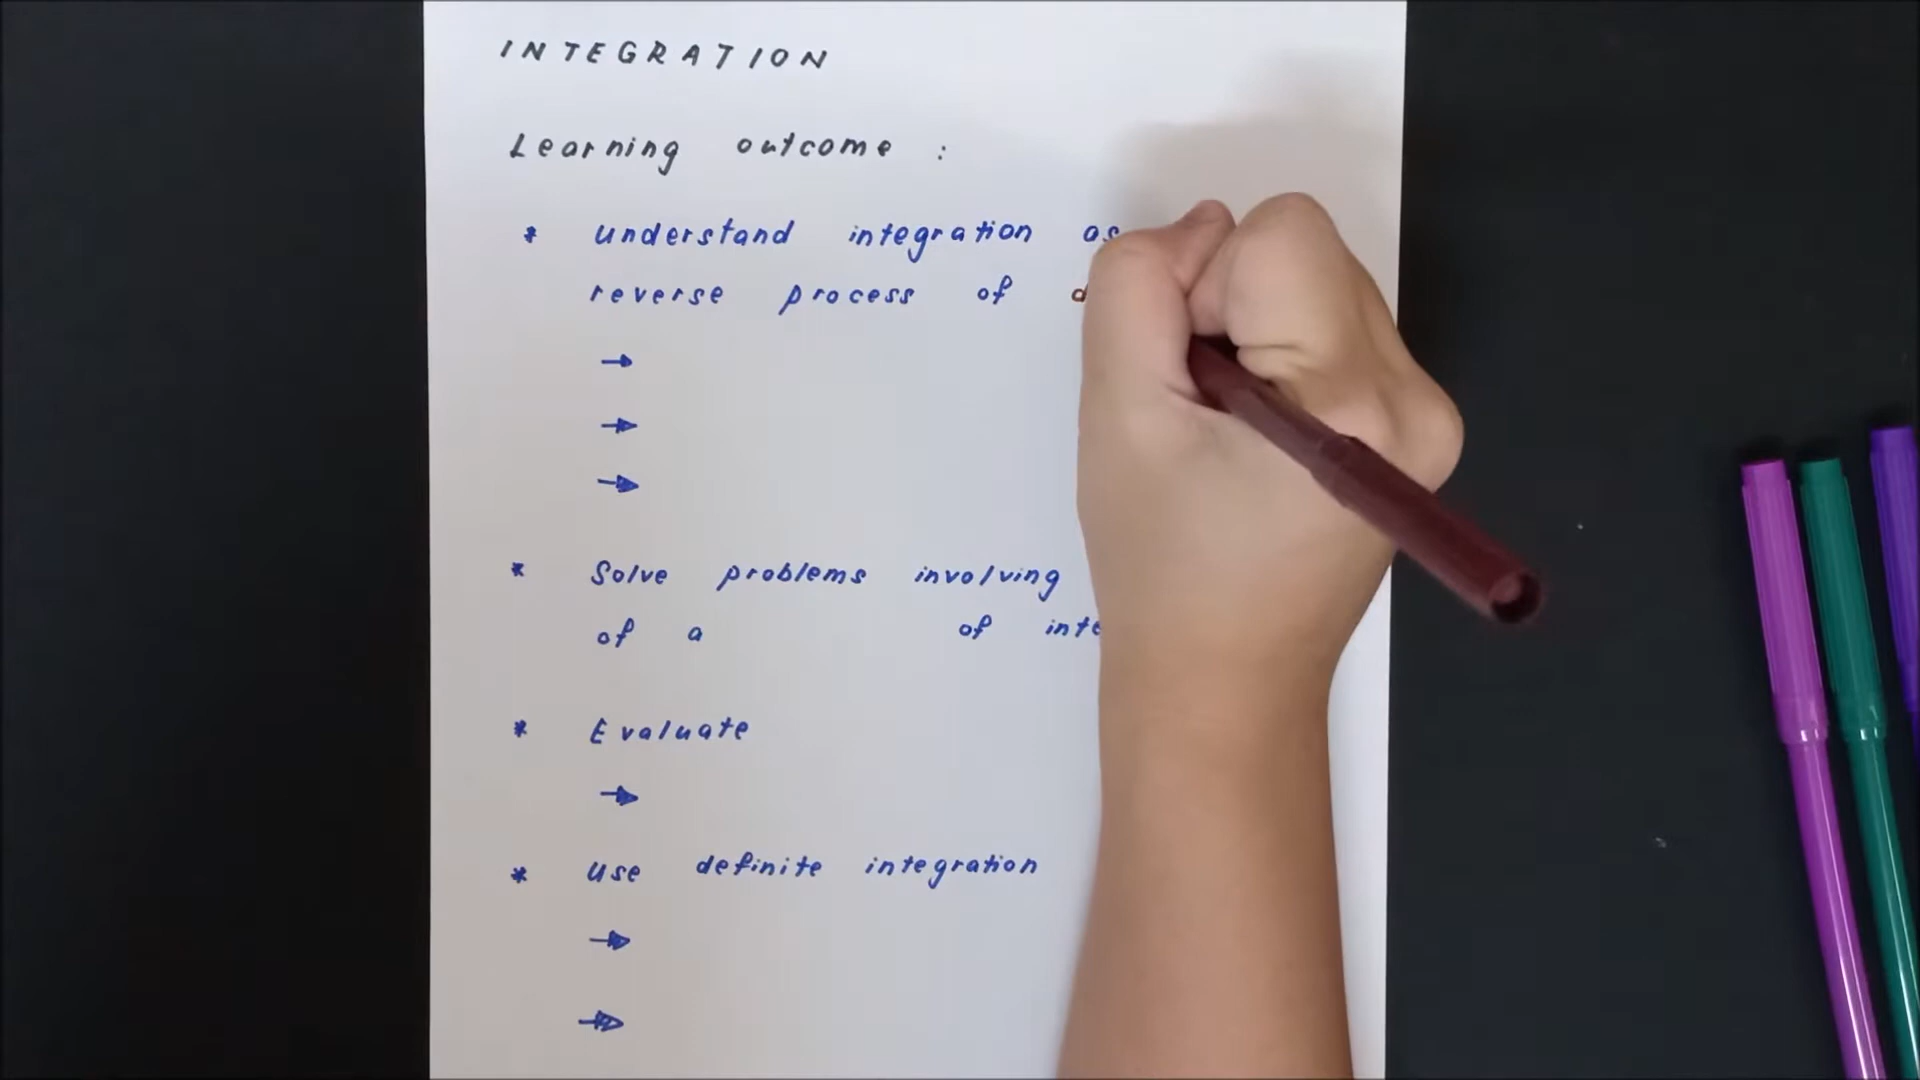 INTEGRATION
Learning outcome :
* understand integration as
reverse process of
→
→
→
* Solve problems involving
of a of
* Evaluate
→
* use definite integration
→
→